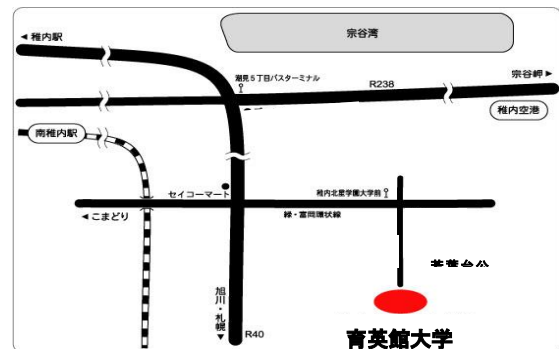 宗谷湾
◀稚内駅
潮見5丁目バスターミナル
R238
宗谷岬▶
稚内空港
南稚内駅
セイコーマート
稚内北星学園大学前
◀こまどり
緑・富岡環状線
旭川・札幌▼
R40
育英館大学